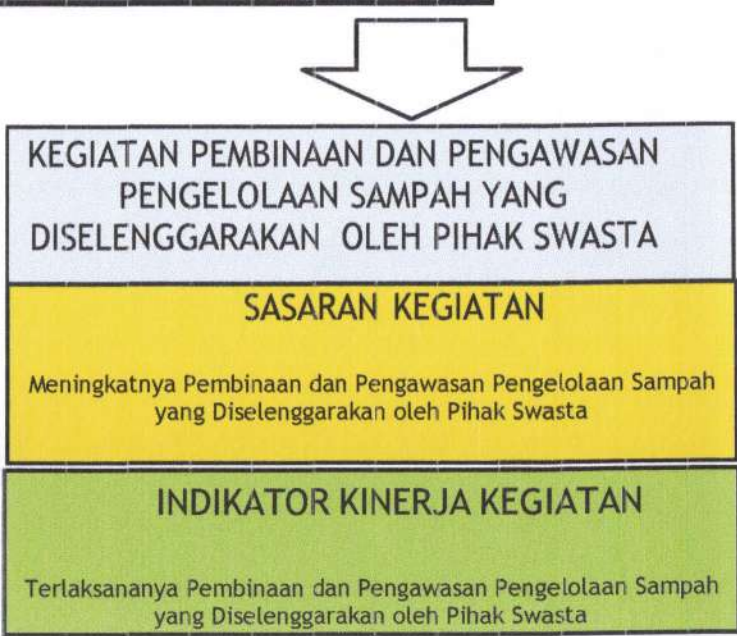 KEGIATAN PEMBINAAN DAN PENGAWASAN
PENGELOLAAN SAMPAH YANG
DISELENGGARAKAN OLEH PIHAK SWASTA
SASARAN KEGIATAN
Meningkatnya Pembinaan dan Pengawasan Pengelolaan Sampah
yang Diselenggarakan oleh Pihak Swasta
INDIKATOR KINERJA KEGIATAN
Terlaksananya Pembinaan dan Pengawasan Pengelolaan Sampah
yang Diselenggarakan oleh Pihak Swasta